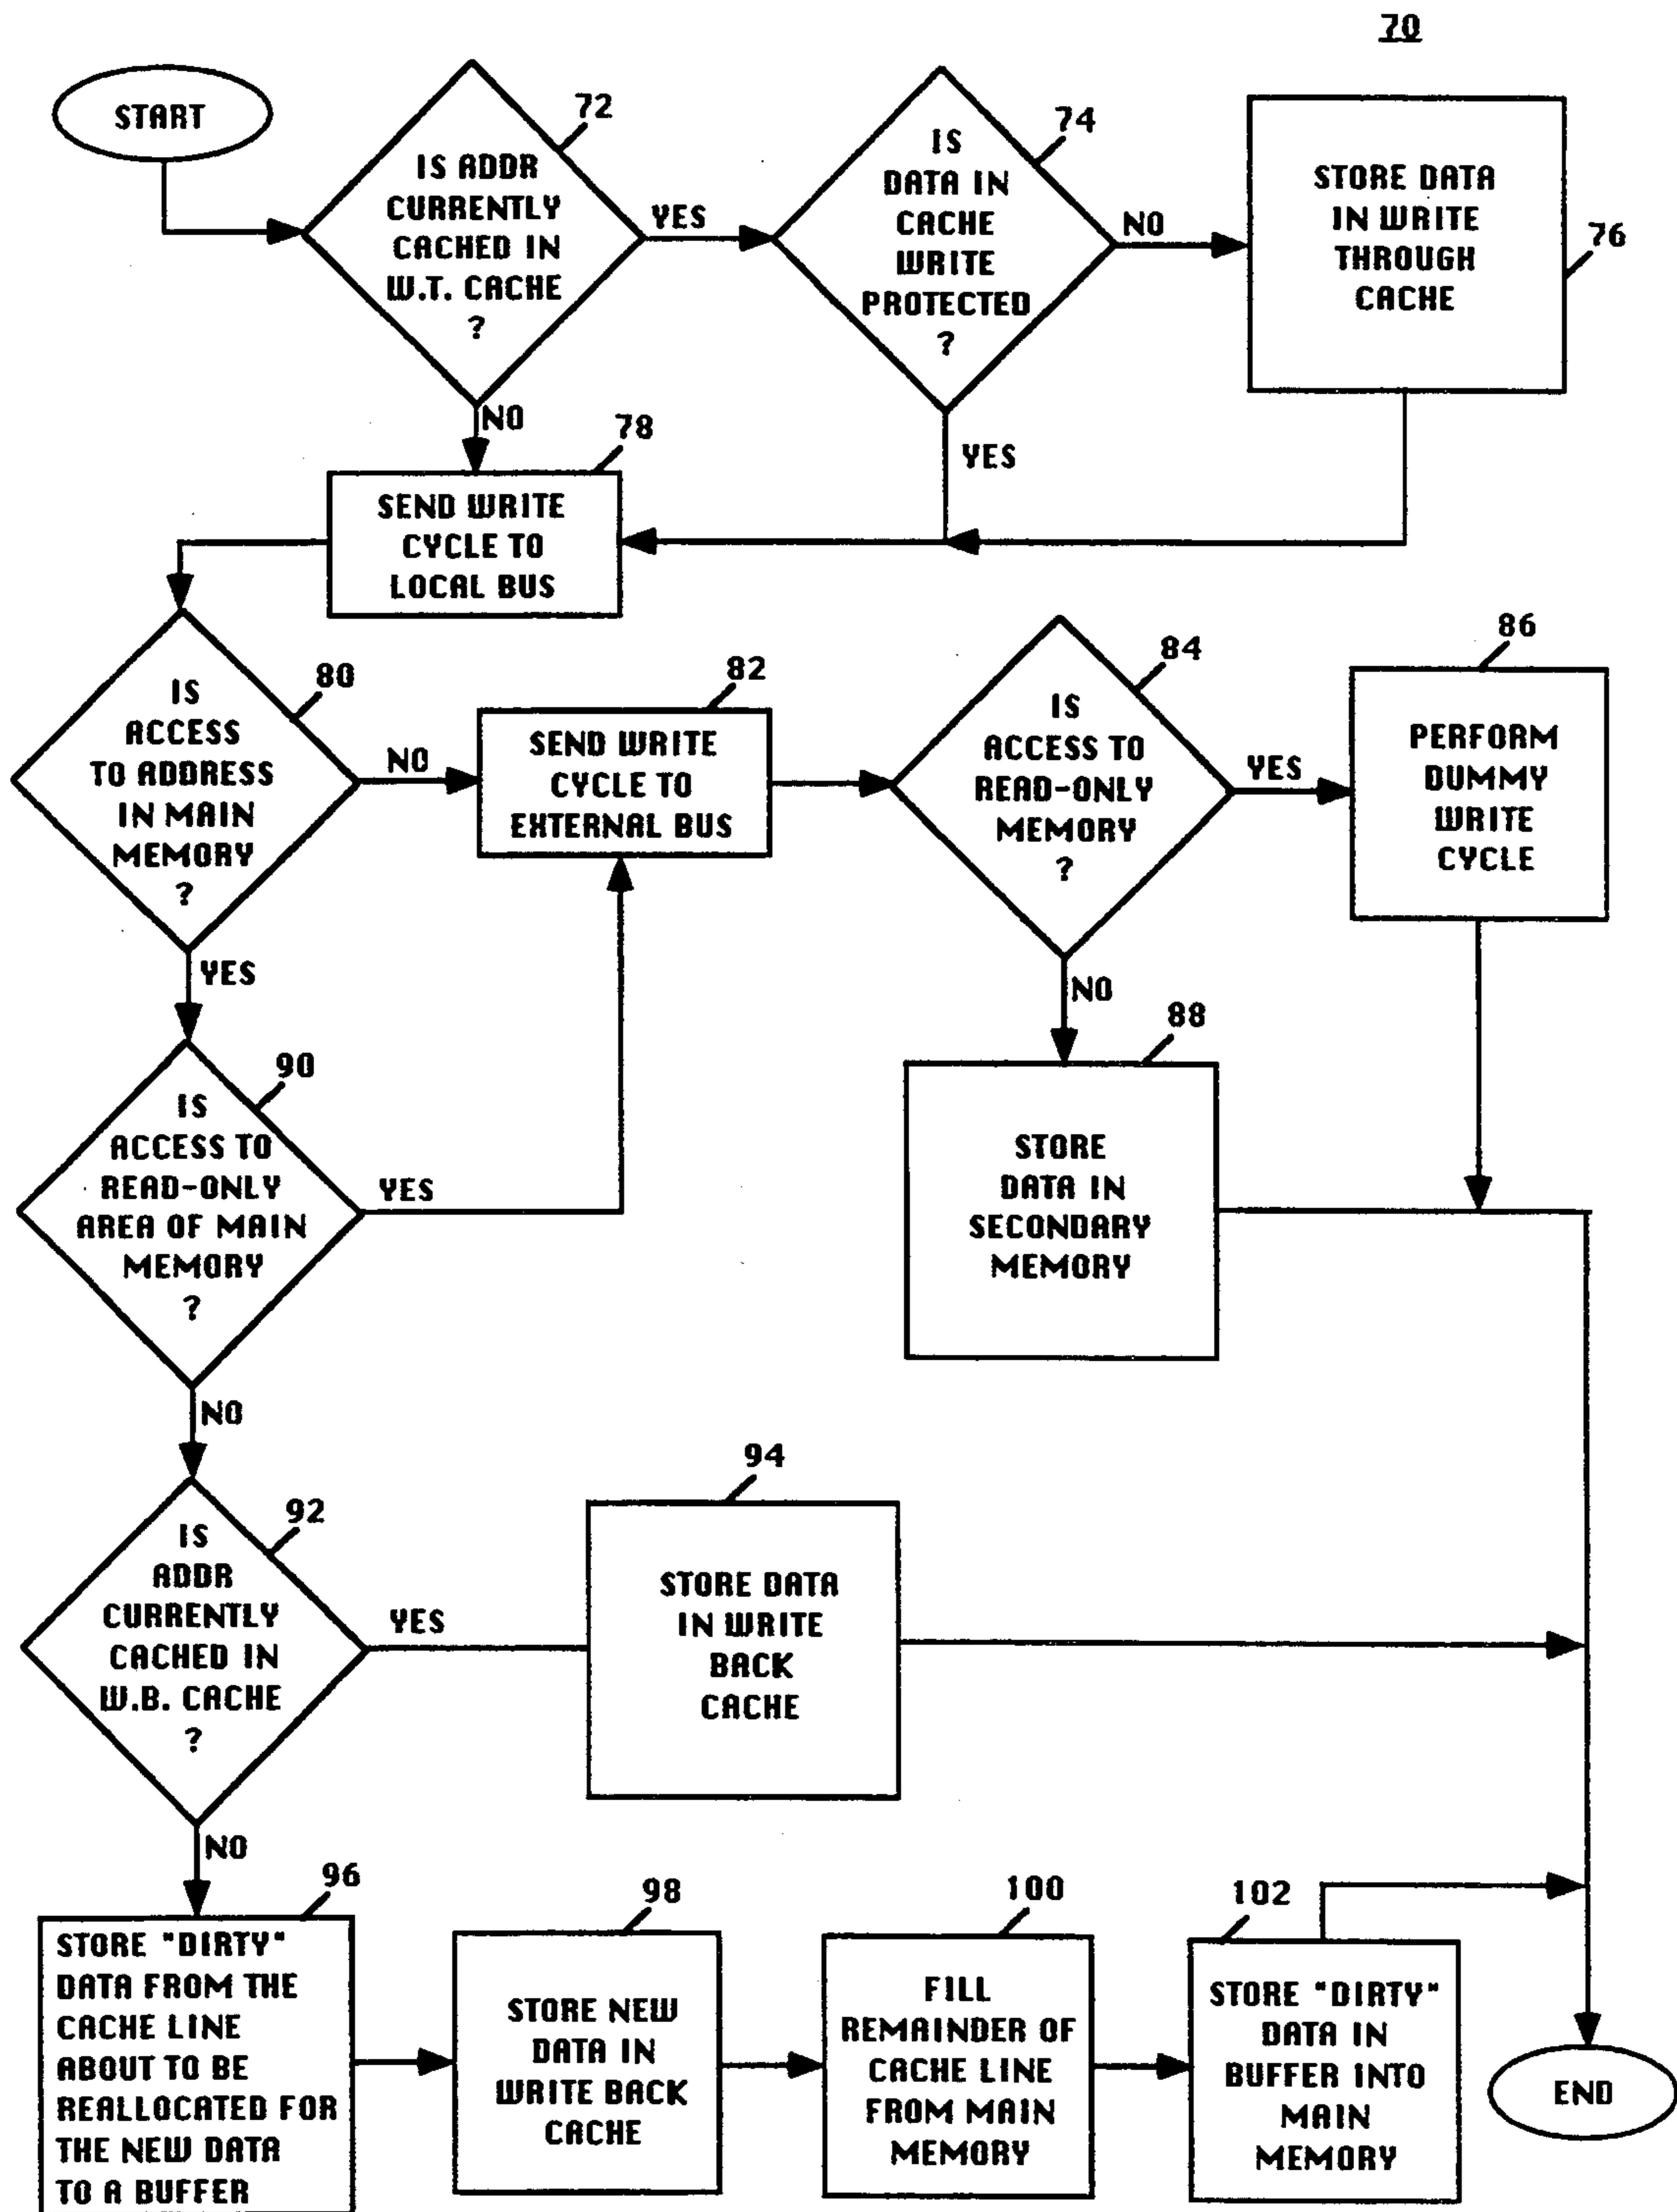 70
START
72
IS ADDR
CURRENTLY
CACHED IN
W.T. CACHE
?
YES
NO
74
IS
DATA IN
CACHE
WRITE
PROTECTED
?
NO
YES
STORE DATA
IN WRITE
THROUGH
CACHE
76
78
SEND WRITE
CYCLE TO
LOCAL BUS
80
IS
ACCESS
TO ADDRESS
IN MAIN
MEMORY
?
NO
YES
82
SEND WRITE
CYCLE TO
EXTERNAL BUS
84
IS
ACCESS TO
READ-ONLY
MEMORY
?
YES
NO
86
PERFORM
DUMMY
WRITE
CYCLE
88
STORE
DATA IN
SECONDARY
MEMORY
90
IS
ACCESS TO
READ-ONLY
AREA OF MAIN
MEMORY
?
YES
NO
92
IS
ADDR
CURRENTLY
CACHED IN
W.B. CACHE
?
YES
NO
94
STORE DATA
IN WRITE
BACK
CACHE
96
STORE "DIRTY"
DATA FROM THE
CACHE LINE
ABOUT TO BE
REALLOCATED FOR
THE NEW DATA
TO A BUFFER
98
STORE NEW
DATA IN
WRITE BACK
CACHE
100
FILL
REMAINDER OF
CACHE LINE
FROM MAIN
MEMORY
102
STORE "DIRTY"
DATA IN
BUFFER INTO
MAIN
MEMORY
END